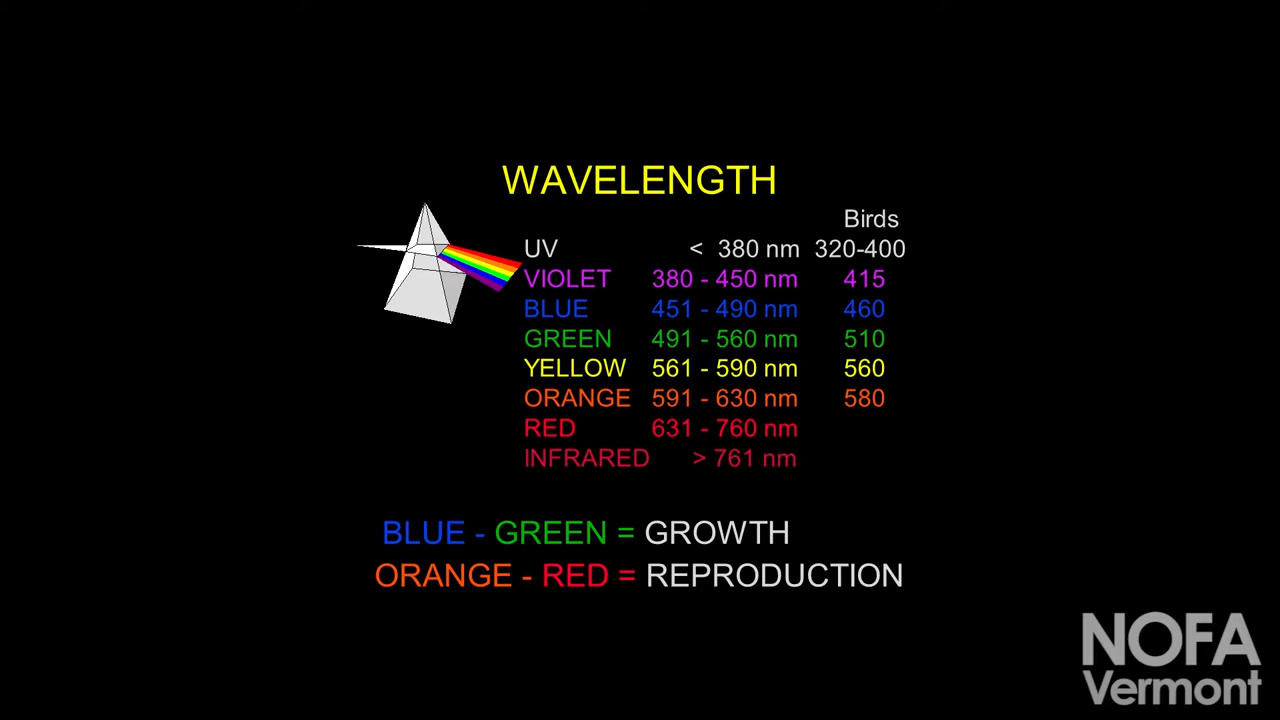 WAVELENGTH
Birds
UV < 380 nm 320-400
VIOLET 380 - 450 nm 415
BLUE 451 - 490 nm 460
GREEN 491 - 560 nm 510
YELLOW 561 - 590 nm 560
ORANGE 591 - 630 nm 580
RED 631 - 760 nm
INFRARED > 761 nm
BLUE - GREEN = GROWTH
ORANGE - RED = REPRODUCTION
NOFA
Vermont